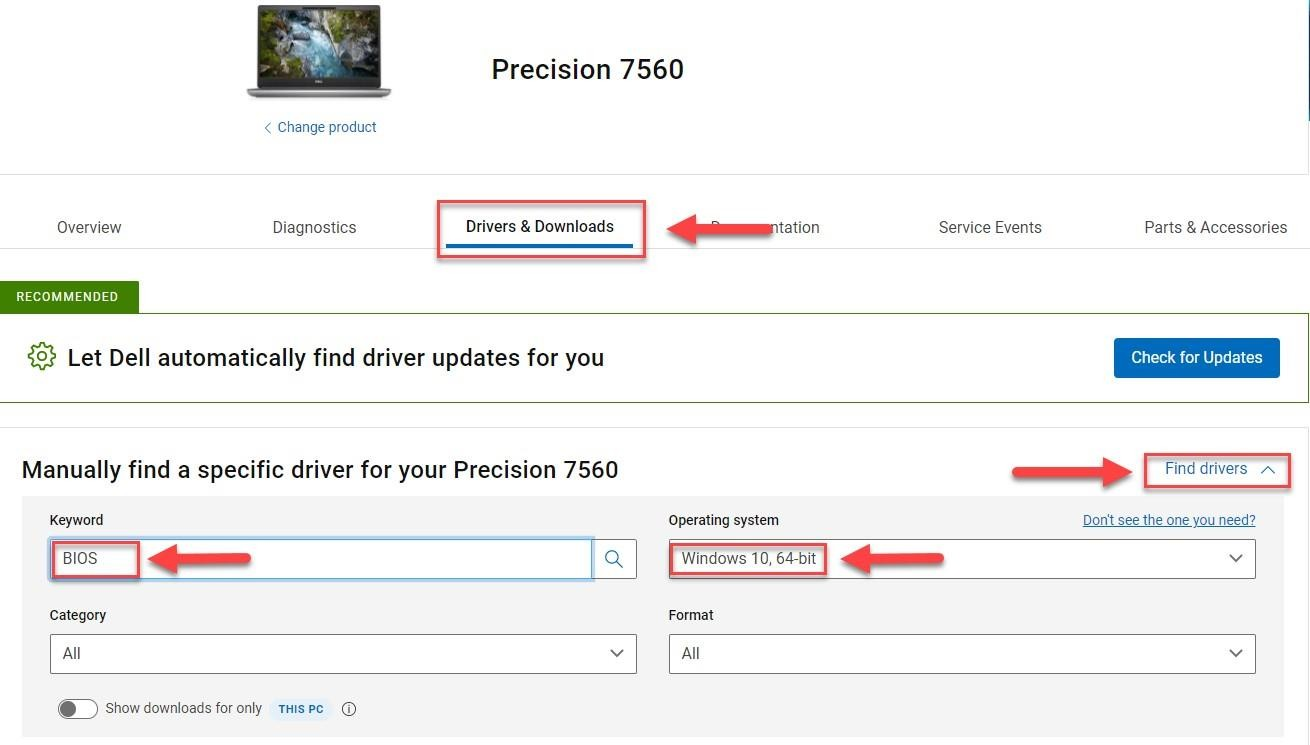 Precision 7560
Change product
Overview Diagnostics Drivers & Downloads ntation Service Events Parts & Accessories
RECOMMENDED
Let Dell automatically find driver updates for you Check for Updates
Manually find a specific driver for your Precision 7560 Find drivers
Keyword Operating system Don't see the one you need?
BIOS Windows 10, 64-bit
Category Format
All All
Show downloads for only THIS PC